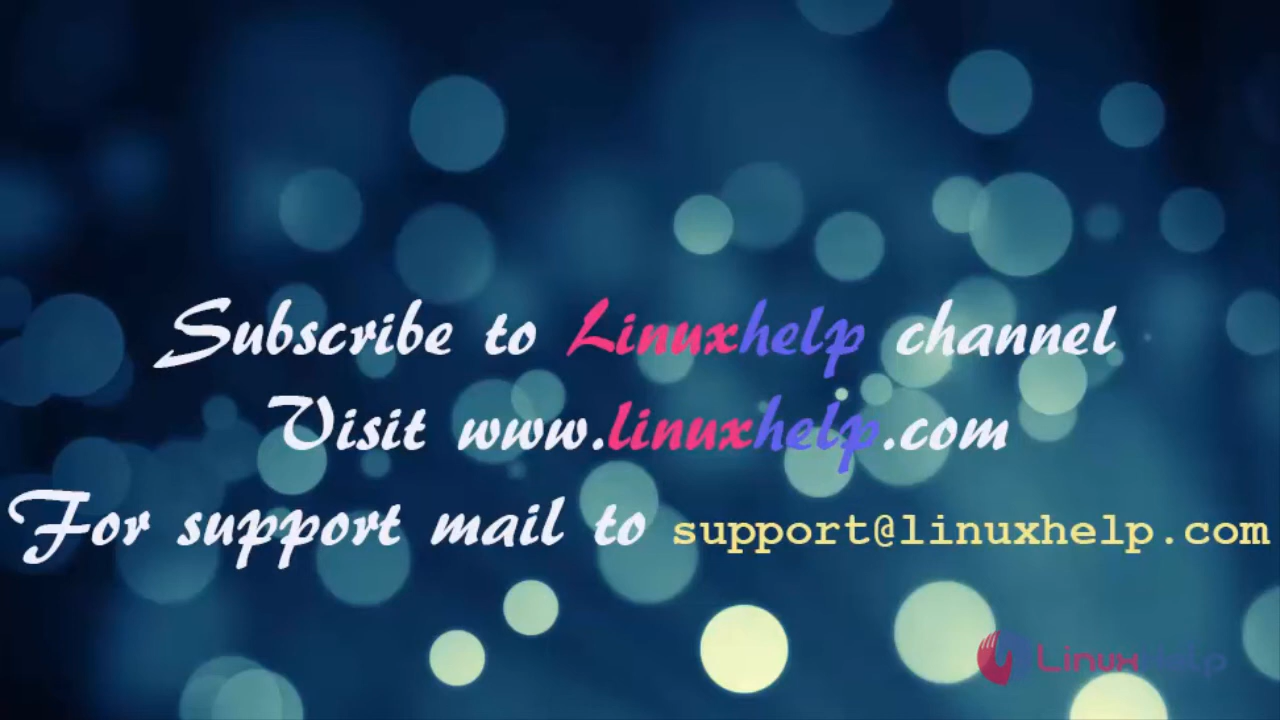 Subscribe to Linuxhelp channel
Visit www.linuxhelp.com
For support mail to support@linuxhelp.com
LinuxHelp